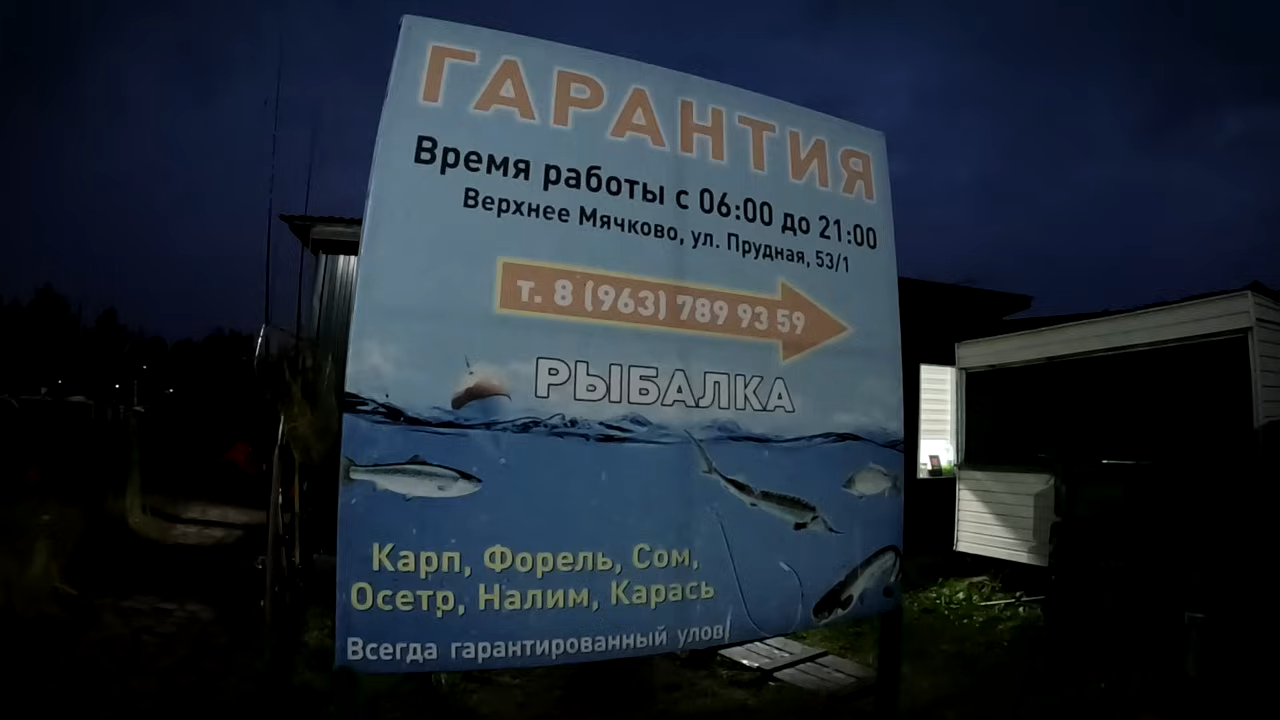 ГАРАНТИЯ
Время работы с 06:00 до 21:00
Верхнее Мячково, ул. Прудная, 53/1
т. 8 (963) 789 93 59
РЫБАЛКА
Карп, Форель, Сом,
Осетр, Налим, Карась
Всегда гарантированный улов!